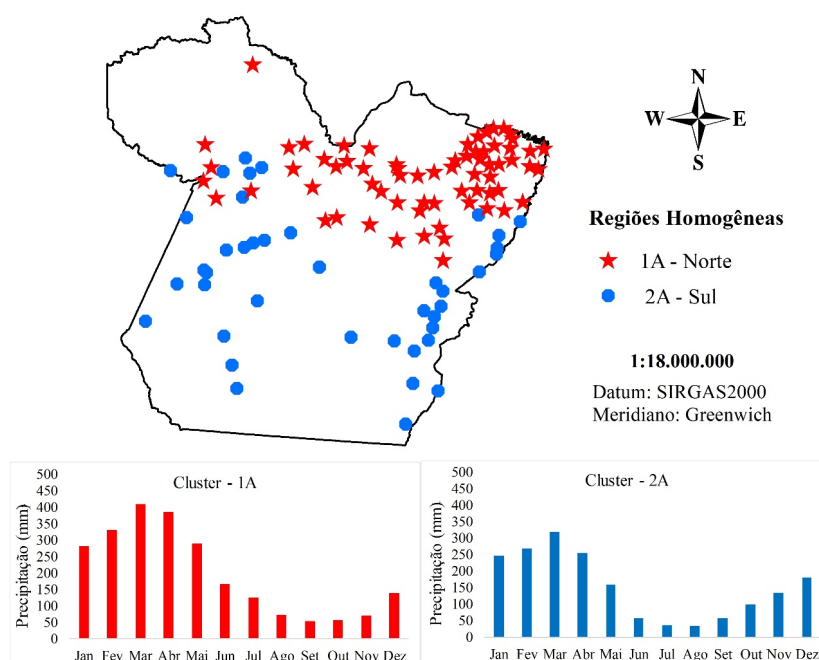 N
W E
S
Regiões Homogêneas
1A - Norte
2A - Sul
1:18.000.000
Datum: SIRGAS2000
Meridiano: Greenwich
Cluster - 1A
Precipitação (mm)
500
450
400
350
300
250
200
150
100
50
0
Jan Fev Mar Abr Mai Jun Jul Ago Set Out Nov Dez
Cluster - 2A
Precipitação (mm)
500
450
400
350
300
250
200
150
100
50
0
Jan Fev Mar Abr Mai Jun Jul Ago Set Out Nov Dez